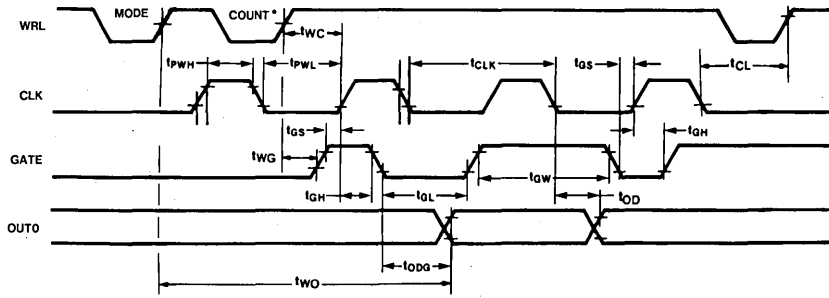 WRL
MODE
COUNT*
tWC
tPWH
tPWL
tCLK
tGS
tCL
CLK
tGS
tGH
tWG
GATE
tGH
tGL
tGW
tOD
OUT0
tODG
tWO